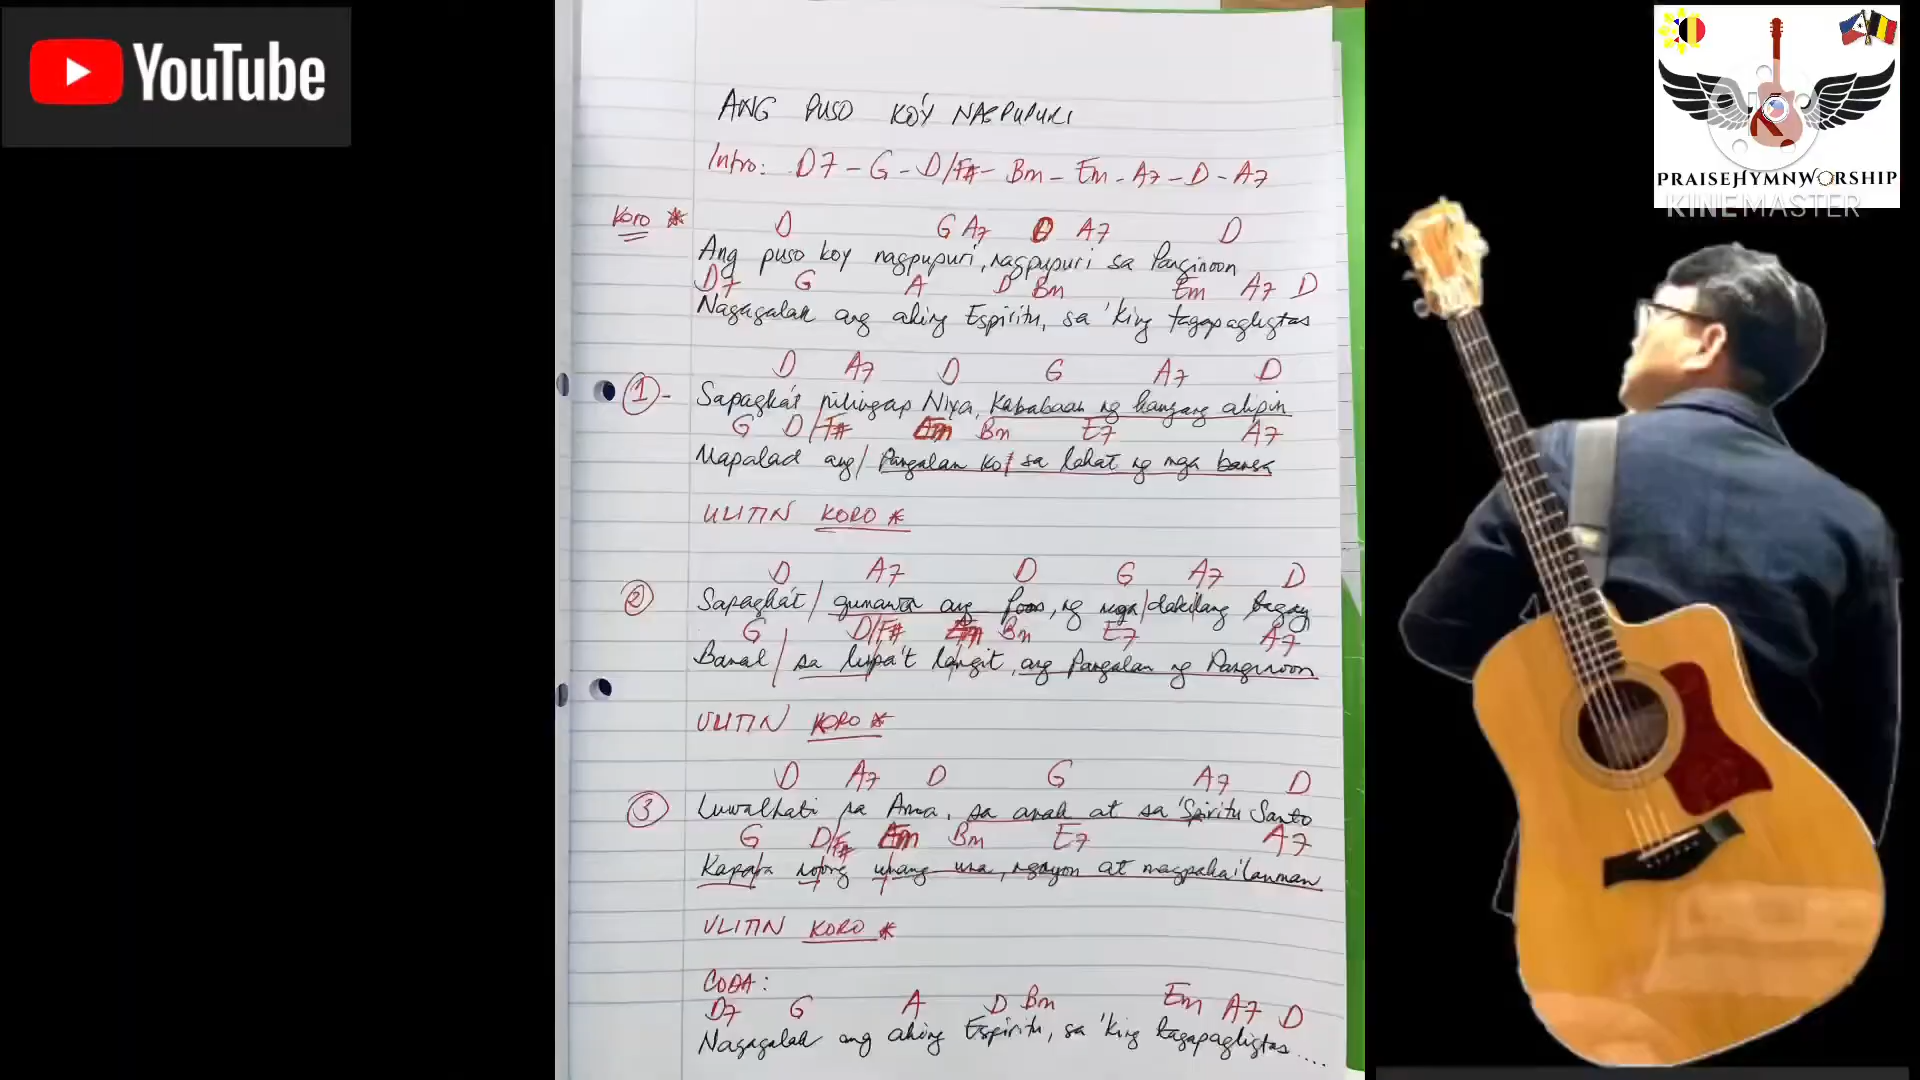 YouTube
PRAISEHYMNWORSHIP
KINEMASTER
ANG PUSO KO'Y NAGPUPURI
Intro: D7 - G - D/F# - Bm - Em - A7 - D - A7
Koro *
D G A7 D A7 D
Ang puso koy nagpupuri, nagpupuri sa Panginoon
D7 G A D Bm Em A7 D
Nagagalak ang aking Espiritu, sa 'king tagapagligtas
D A7 D G A7 D
1 - Sapagka't nilingap Niya, kababaan ng kanyang alipin
G D/F# Bm E7 A7
Mapalad ang/ Pangalan ko/ sa lahat ng mga bansa
ULITIN KORO *
D A7 D G A7 D
2 Sapagka't/ gumawa ang Poon, ng mga/dakilang bagay
G D/F# Bm E7 A7
Banal/ sa lupa't langit, ang Pangalan ng Panginoon
ULITIN KORO *
D A7 D G A7 D
3 Luwalhati sa Ama, sa anak at sa 'Spiritu Santo
G D/F# Bm E7 A7
Kapara noong unang una, ngayon at magpakailanman
ULITIN KORO *
CODA:
D7 G A D Bm Em A7 D
Nagagalak ang aking Espiritu, sa 'king tagapagligtas....